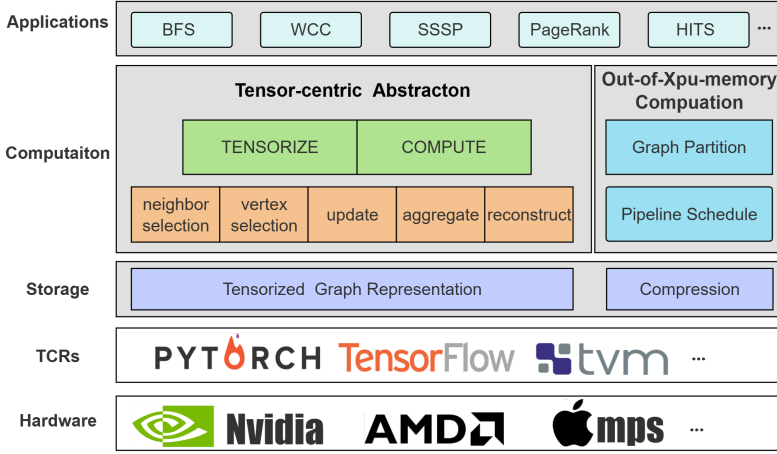 Applications
BFS
WCC
SSSP
PageRank
HITS
...
Computaiton
Tensor-centric Abstracton
TENSORIZE
COMPUTE
neighbor
selection
vertex
selection
update
aggregate
reconstruct
Out-of-Xpu-memory
Compuation
Graph Partition
Pipeline Schedule
Storage
Tensorized Graph Representation
Compression
TCRs
PYTORCH
TensorFlow
tvm
...
Hardware
Nvidia
AMD
mps
...